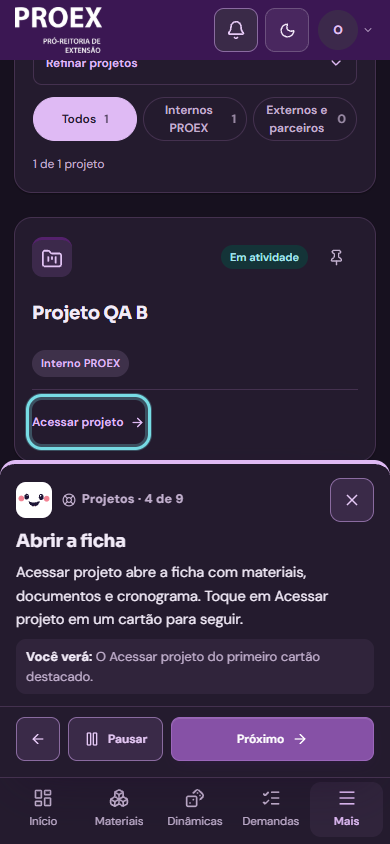 PROEX
PRÓ-REITORIA DE
EXTENSÃO
O
Refinar projetos
Todos 1
Internos
PROEX 1
Externos e
parceiros 0
1 de 1 projeto
Em atividade
Projeto QA B
Interno PROEX
Acessar projeto →
Projetos · 4 de 9
Abrir a ficha
Acessar projeto abre a ficha com materiais,
documentos e cronograma. Toque em Acessar
projeto em um cartão para seguir.
Você verá: O Acessar projeto do primeiro cartão
destacado.
← Pausar Próximo →
Início Materiais Dinâmicas Demandas Mais